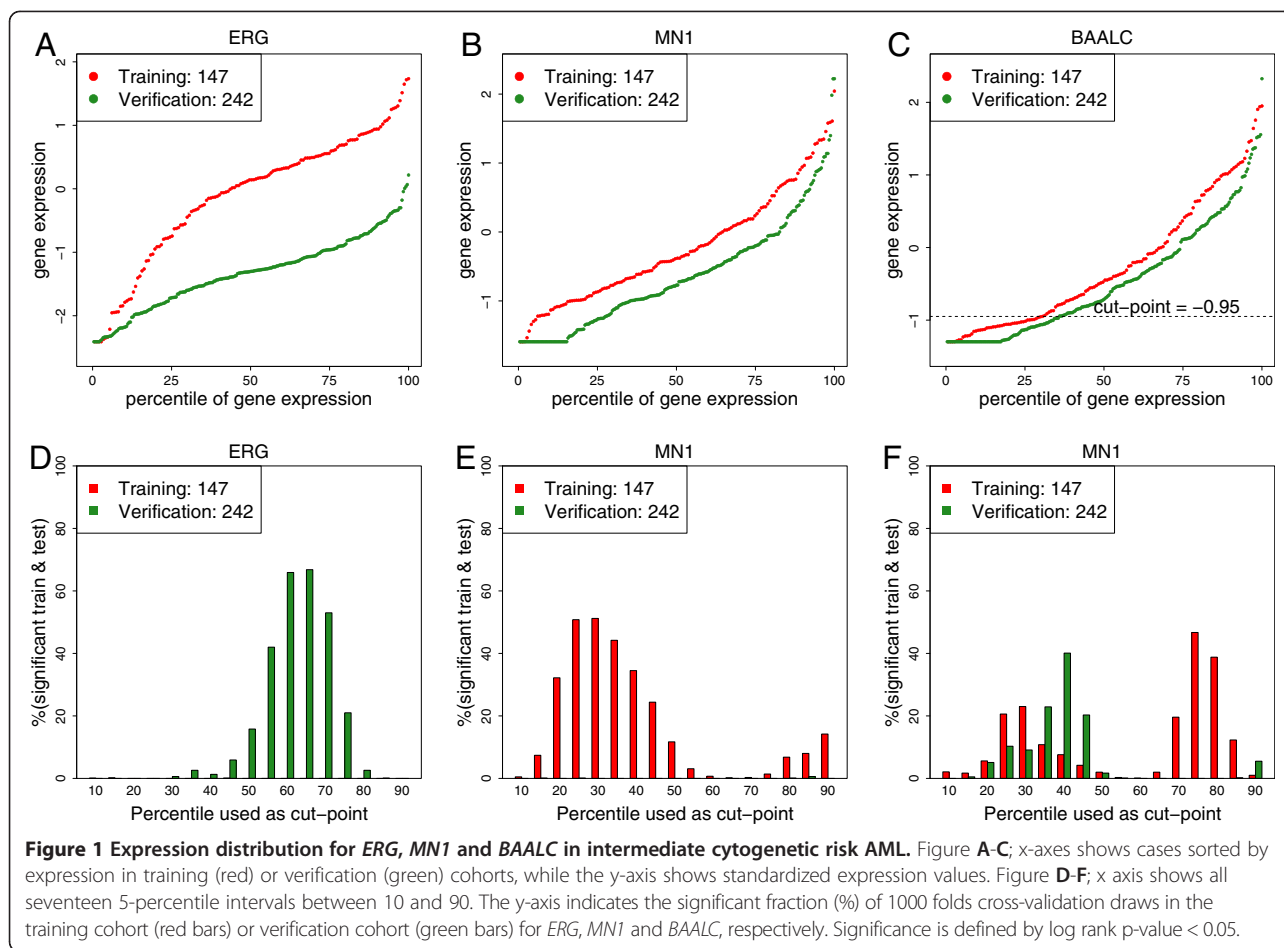 A
ERG
Training: 147
Verification: 242
gene expression
2
1
0
−1
−2
0 25 50 75 100
percentile of gene expression
B
MN1
Training: 147
Verification: 242
gene expression
2
1
0
−1
0 25 50 75 100
percentile of gene expression
C
BAALC
Training: 147
Verification: 242
gene expression
2
1
0
−1
cut−point = −0.95
0 25 50 75 100
percentile of gene expression
D
ERG
Training: 147
Verification: 242
%(significant train & test)
100
80
60
40
20
0
10 20 30 40 50 60 70 80 90
Percentile used as cut−point
E
MN1
Training: 147
Verification: 242
%(significant train & test)
100
80
60
40
20
0
10 20 30 40 50 60 70 80 90
Percentile used as cut−point
F
MN1
Training: 147
Verification: 242
%(significant train & test)
100
80
60
40
20
0
10 20 30 40 50 60 70 80 90
Percentile used as cut−point
Figure 1 Expression distribution for ERG, MN1 and BAALC in intermediate cytogenetic risk AML. Figure A-C; x-axes shows cases sorted by
expression in training (red) or verification (green) cohorts, while the y-axis shows standardized expression values. Figure D-F; x axis shows all
seventeen 5-percentile intervals between 10 and 90. The y-axis indicates the significant fraction (%) of 1000 folds cross-validation draws in the
training cohort (red bars) or verification cohort (green bars) for ERG, MN1 and BAALC, respectively. Significance is defined by log rank p-value < 0.05.